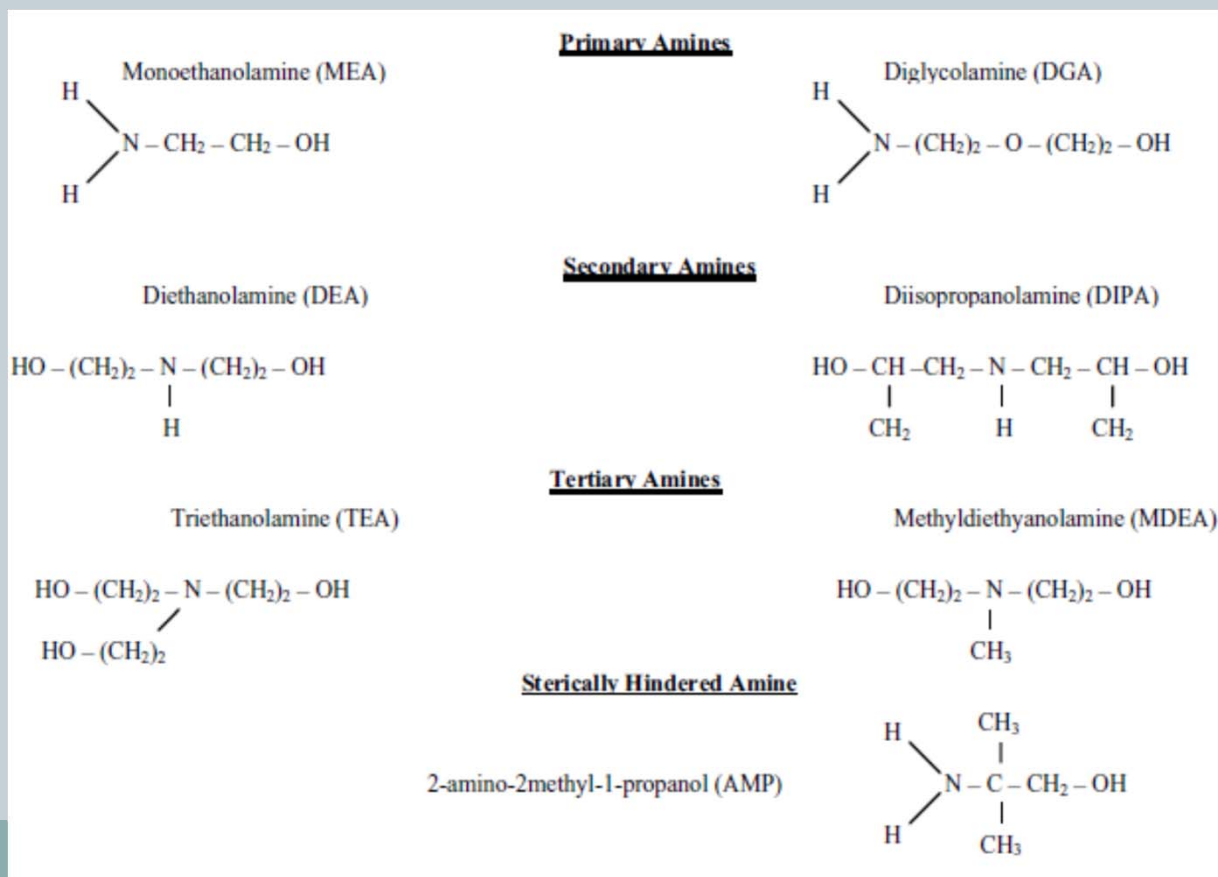 Primary Amines
Monoethanolamine (MEA)
Diglycolamine (DGA)
H
N – CH₂ – CH₂ – OH
H
H
N – (CH₂)₂ – O – (CH₂)₂ – OH
H
Secondary Amines
Diethanolamine (DEA)
Diisopropanolamine (DIPA)
HO – (CH₂)₂ – N – (CH₂)₂ – OH
H
HO – CH –CH₂ – N – CH₂ – CH – OH
CH₂ H CH₂
Tertiary Amines
Triethanolamine (TEA)
Methyldiethyanolamine (MDEA)
HO – (CH₂)₂ – N – (CH₂)₂ – OH
HO – (CH₂)₂
HO – (CH₂)₂ – N – (CH₂)₂ – OH
CH₃
Sterically Hindered Amine
2-amino-2methyl-1-propanol (AMP)
H CH₃
N – C – CH₂ – OH
H CH₃